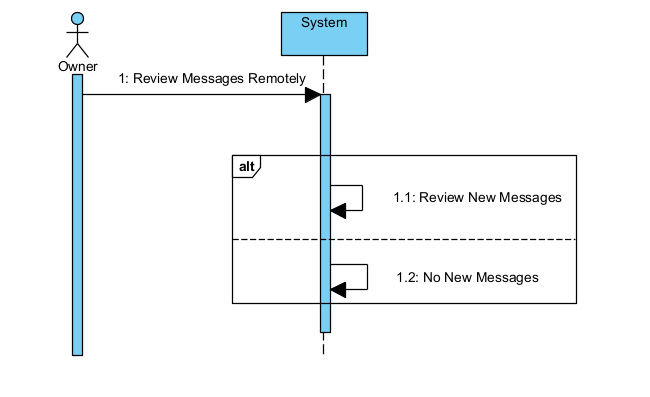 System
Owner
1: Review Messages Remotely
alt
1.1: Review New Messages
1.2: No New Messages